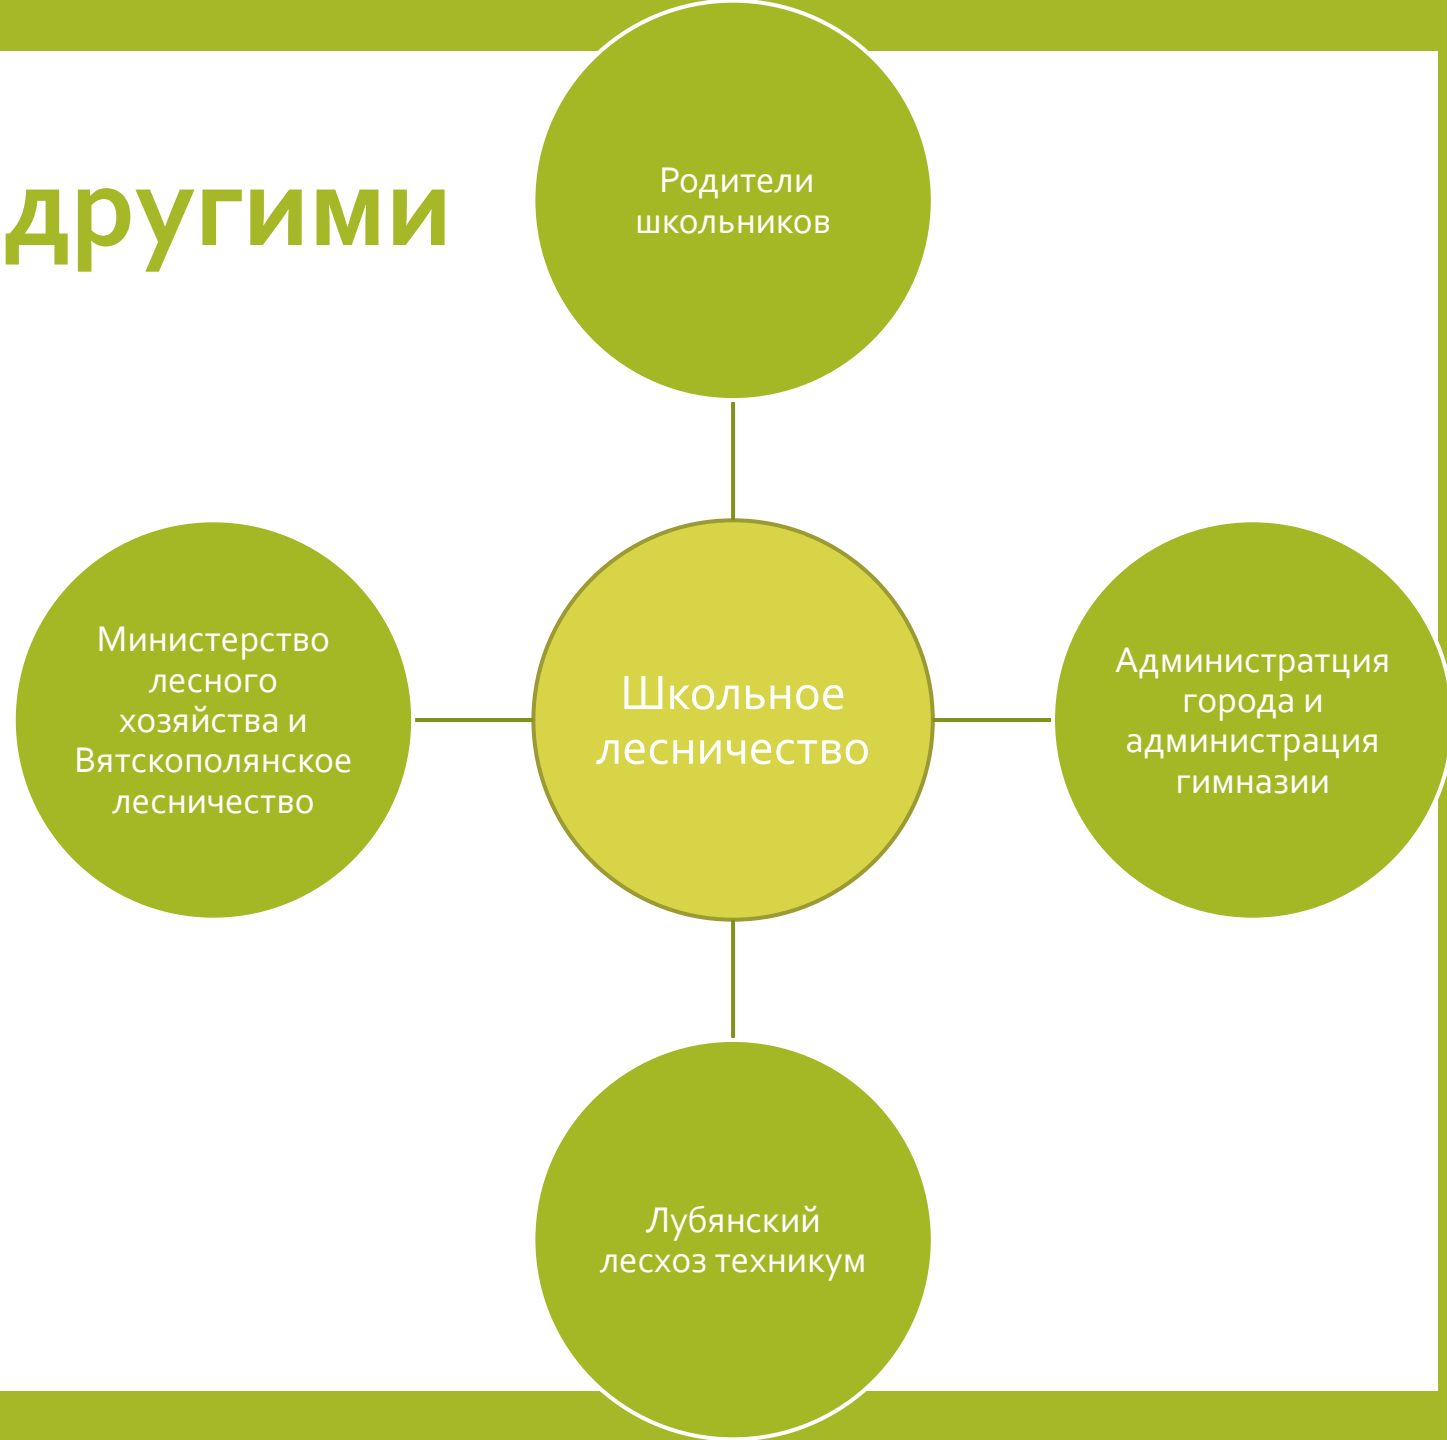 другими
Родители
школьников
Министерство
лесного
хозяйства и
Вятскополянское
лесничество
Школьное
лесничество
Администратция
города и
администрация
гимназии
Лубянский
лесхоз техникум